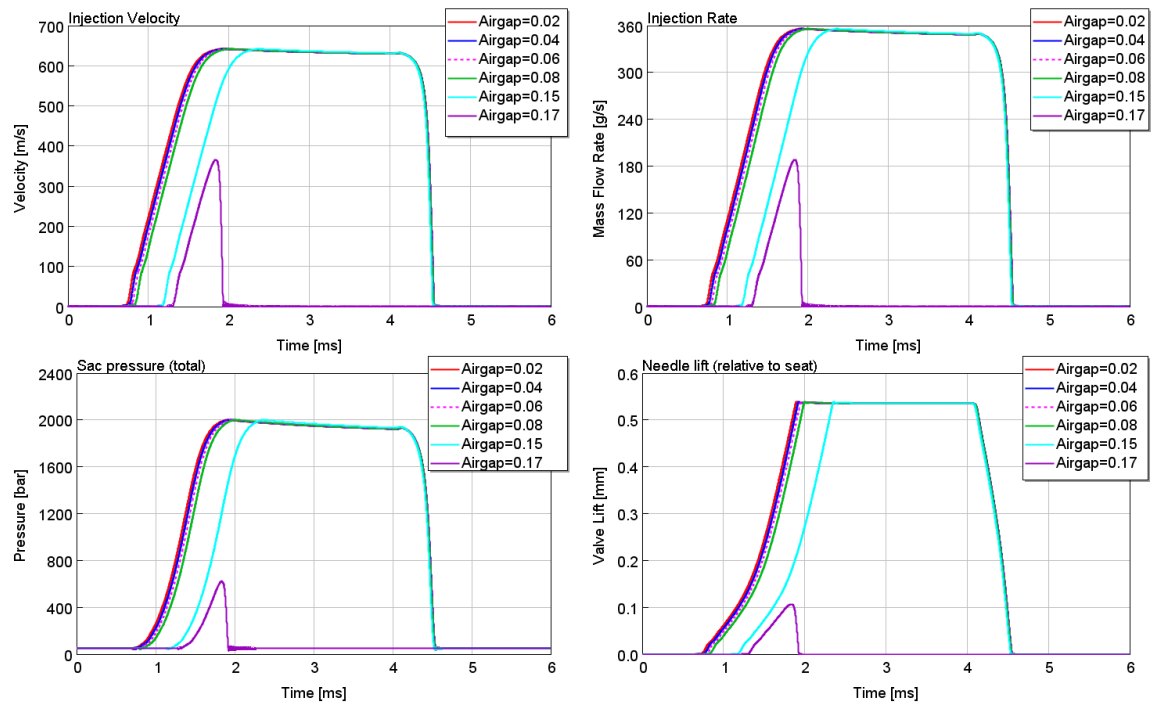 Injection Velocity
700
600
500
400
300
200
100
0
Velocity [m/s]
0 1 2 3 4 5 6
Time [ms]
Airgap=0.02
Airgap=0.04
Airgap=0.06
Airgap=0.08
Airgap=0.15
Airgap=0.17
Injection Rate
360
300
240
180
120
60
0
Mass Flow Rate [g/s]
0 1 2 3 4 5 6
Time [ms]
Airgap=0.02
Airgap=0.04
Airgap=0.06
Airgap=0.08
Airgap=0.15
Airgap=0.17
Sac pressure (total)
2400
2000
1600
1200
800
400
0
Pressure [bar]
0 1 2 3 4 5 6
Time [ms]
Airgap=0.02
Airgap=0.04
Airgap=0.06
Airgap=0.08
Airgap=0.15
Airgap=0.17
Needle lift (relative to seat)
0.6
0.5
0.4
0.3
0.2
0.1
0.0
Valve Lift [mm]
0 1 2 3 4 5 6
Time [ms]
Airgap=0.02
Airgap=0.04
Airgap=0.06
Airgap=0.08
Airgap=0.15
Airgap=0.17